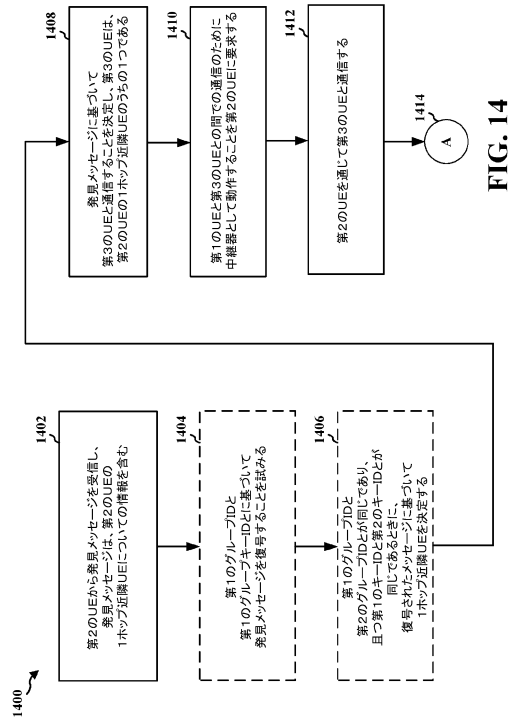 1400
1402
第2のUEから発見メッセージを受信し、
発見メッセージは、第2のUEの
1ホップ近隣UEについての情報を含む
1404
第1のグループIDと
第1のグループキーIDとに基づいて
発見メッセージを復号することを試みる
1406
第1のグループIDと
第2のグループIDとが同じであり、
且つ第1のキーIDと第2のキーIDとが
同じであるときに、
復号されたメッセージに基づいて
1ホップ近隣UEを決定する
1408
発見メッセージに基づいて
第3のUEと通信することを決定し、第3のUEは、
第2のUEの1ホップ近隣UEのうちの1つである
1410
第1のUEと第3のUEとの間での通信のために
中継器として動作することを第2のUEに要求する
1412
第2のUEを通じて第3のUEと通信する
1414
A
FIG. 14